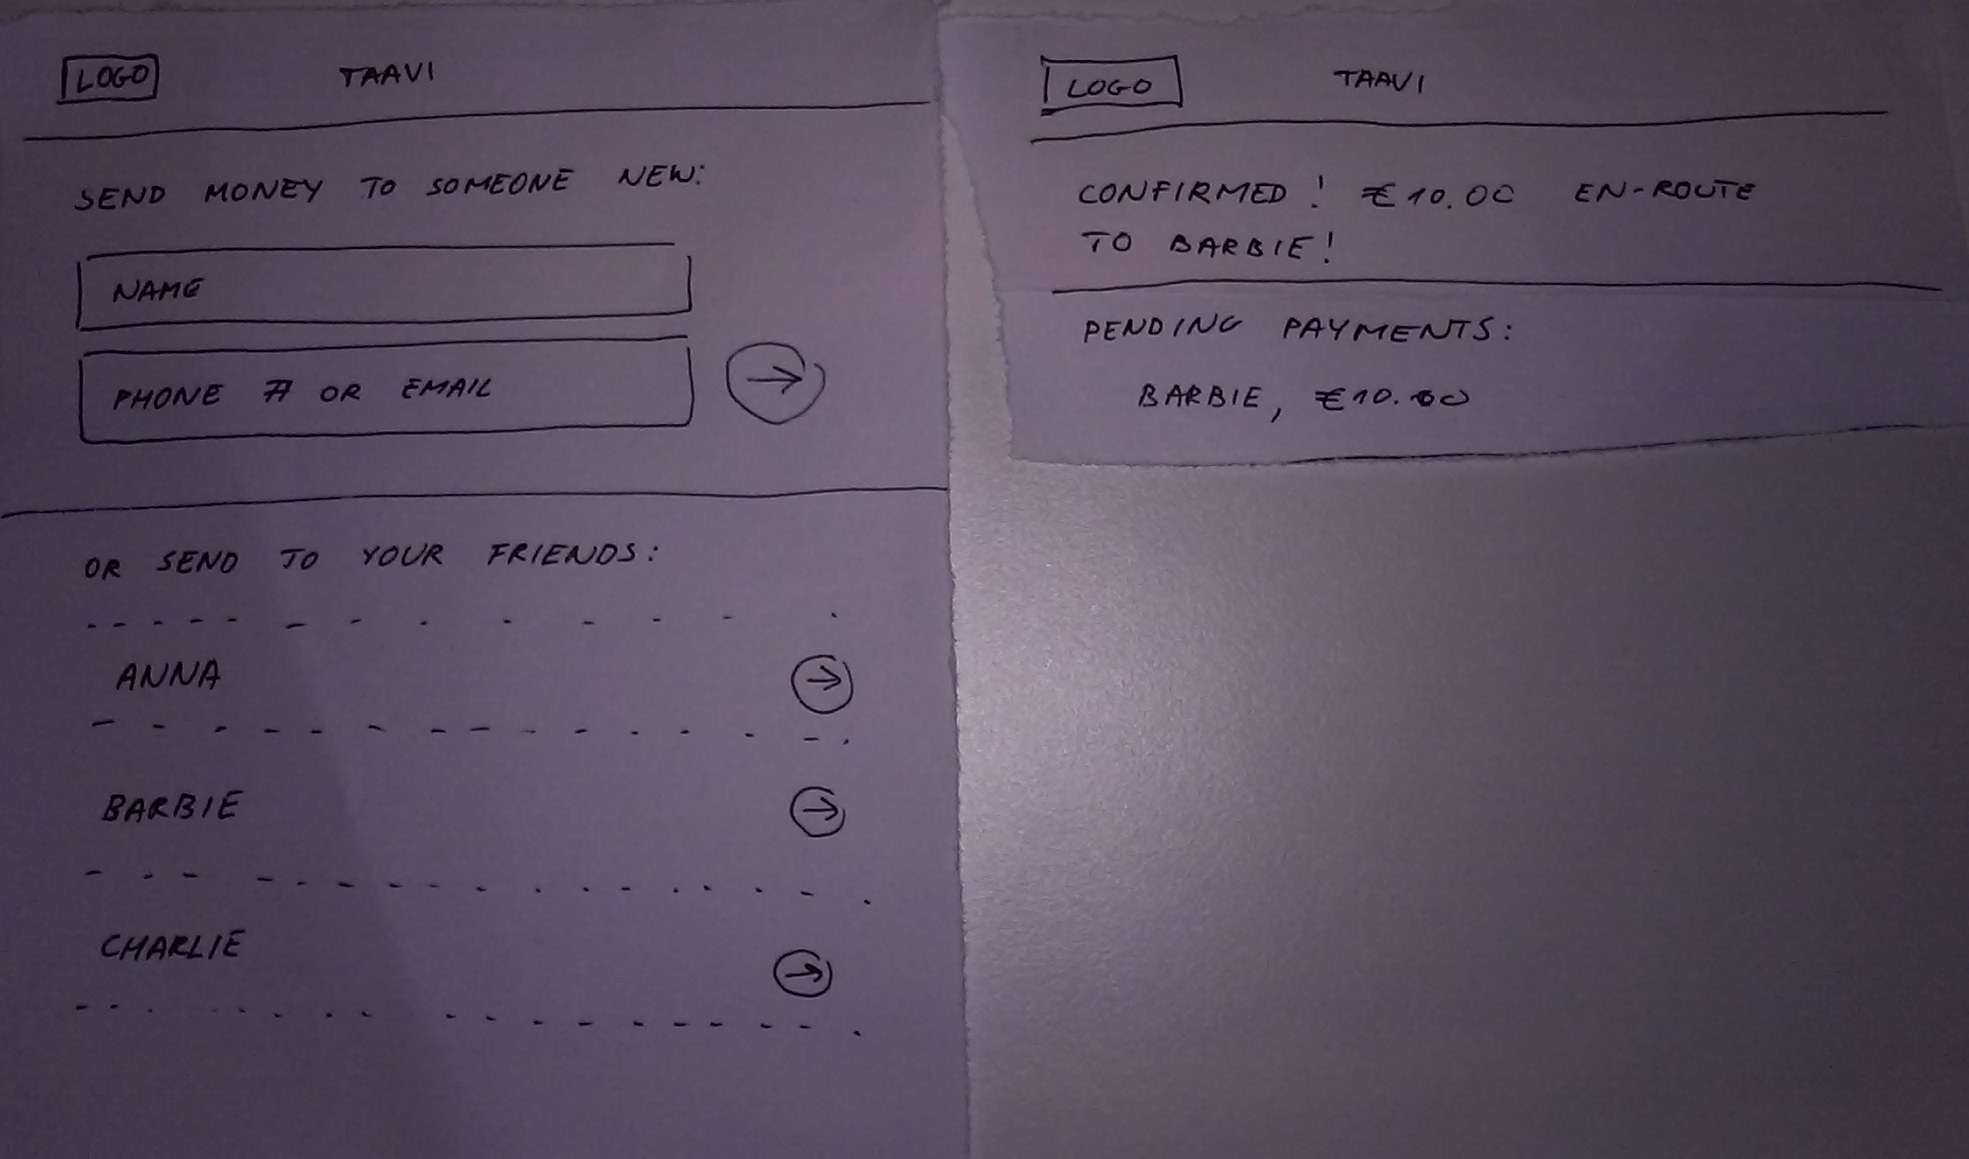 LOGO TAAVI
SEND MONEY TO SOMEONE NEW:
NAME
PHONE # OR EMAIL
→
OR SEND TO YOUR FRIENDS:
ANNA →
BARBIE →
CHARLIE →
LOGO TAAVI
CONFIRMED! €10.00 EN-ROUTE
TO BARBIE!
PENDING PAYMENTS:
BARBIE, €10.00